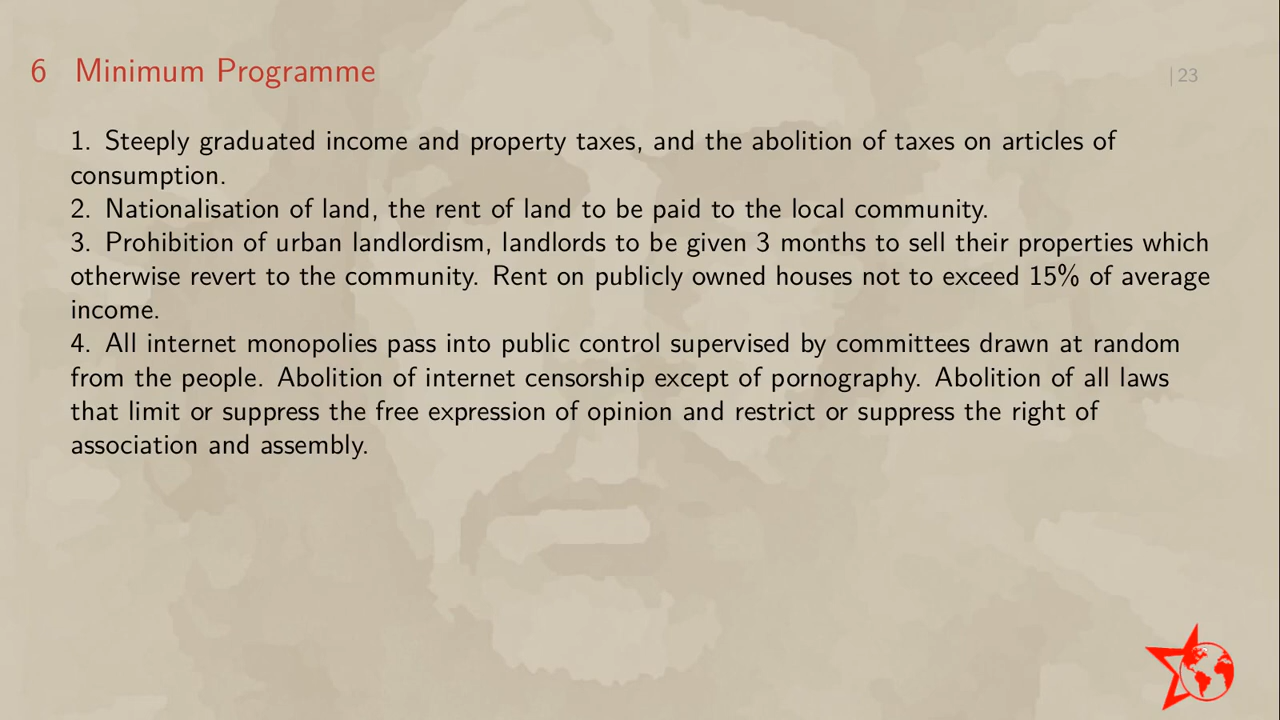 6 Minimum Programme
| 23
1. Steeply graduated income and property taxes, and the abolition of taxes on articles of
consumption.
2. Nationalisation of land, the rent of land to be paid to the local community.
3. Prohibition of urban landlordism, landlords to be given 3 months to sell their properties which
otherwise revert to the community. Rent on publicly owned houses not to exceed 15% of average
income.
4. All internet monopolies pass into public control supervised by committees drawn at random
from the people. Abolition of internet censorship except of pornography. Abolition of all laws
that limit or suppress the free expression of opinion and restrict or suppress the right of
association and assembly.